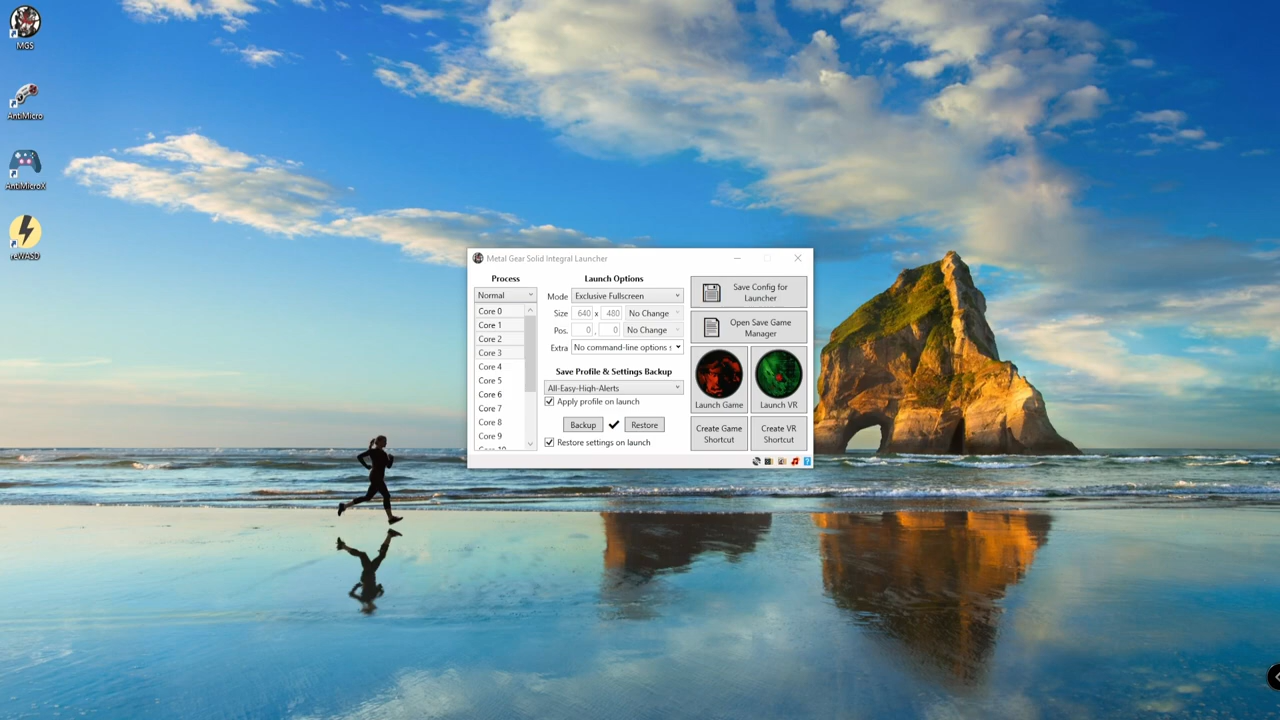 MGS
AntiMicro
AntiMicroX
reWASD
Metal Gear Solid Integral Launcher
Process
Normal
Core 0
Core 1
Core 2
Core 3
Core 4
Core 5
Core 6
Core 7
Core 8
Core 9
Core 10
Launch Options
Mode Exclusive Fullscreen
Size 640 x 480 No Change
Pos. 0 , 0 No Change
Extra No command-line options s
Save Profile & Settings Backup
All-Easy-High-Alerts
Apply profile on launch
Backup Restore
Restore settings on launch
Save Config for
Launcher
Open Save Game
Manager
Launch Game
Launch VR
Create Game
Shortcut
Create VR
Shortcut